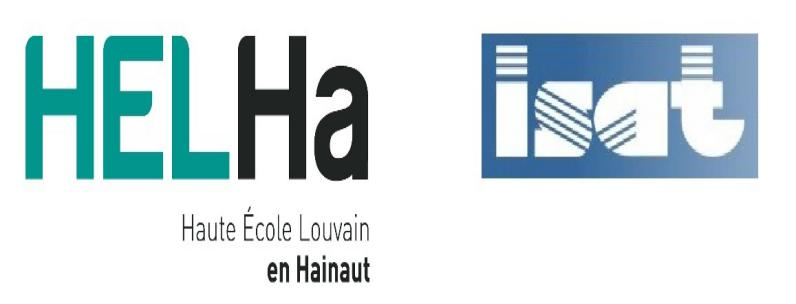 HELHa
Haute École Louvain
en Hainaut
isat